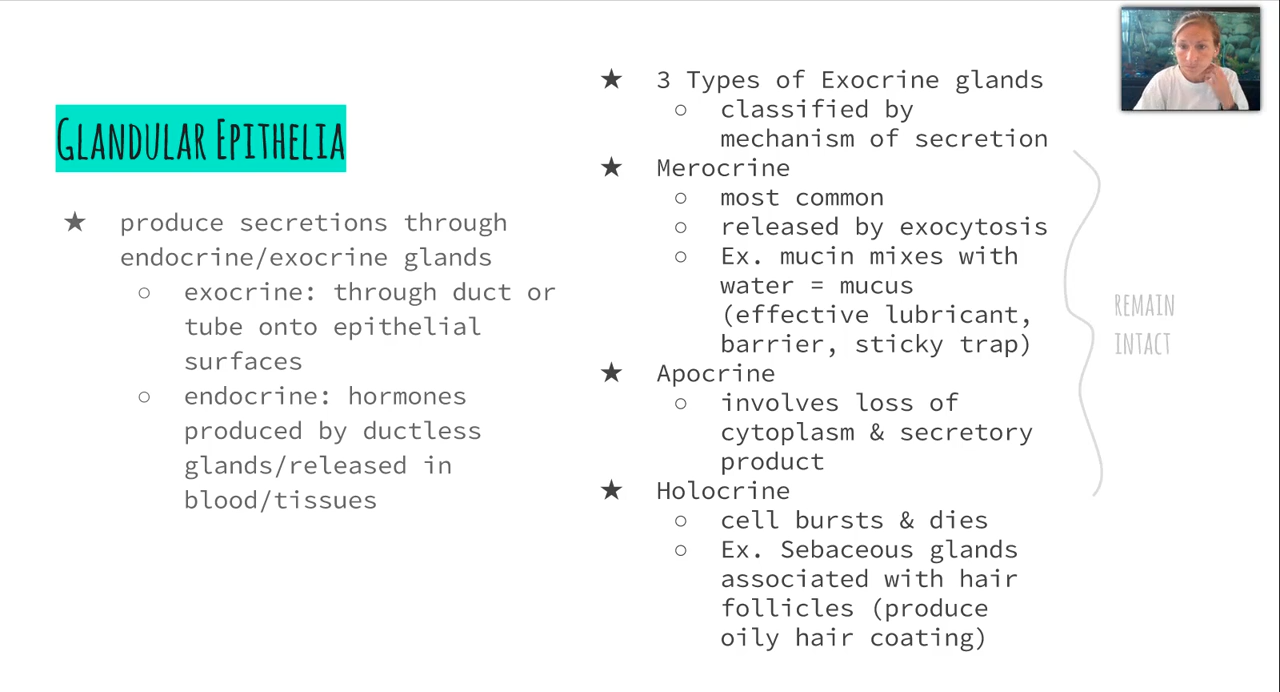 GLANDULAR EPITHELIA
★ produce secretions through
endocrine/exocrine glands
○ exocrine: through duct or
tube onto epithelial
surfaces
○ endocrine: hormones
produced by ductless
glands/released in
blood/tissues
★ 3 Types of Exocrine glands
○ classified by
mechanism of secretion
★ Merocrine
○ most common
○ released by exocytosis
○ Ex. mucin mixes with
water = mucus
(effective lubricant,
barrier, sticky trap)
★ Apocrine
○ involves loss of
cytoplasm & secretory
product
★ Holocrine
○ cell bursts & dies
○ Ex. Sebaceous glands
associated with hair
follicles (produce
oily hair coating)
REMAIN
INTACT